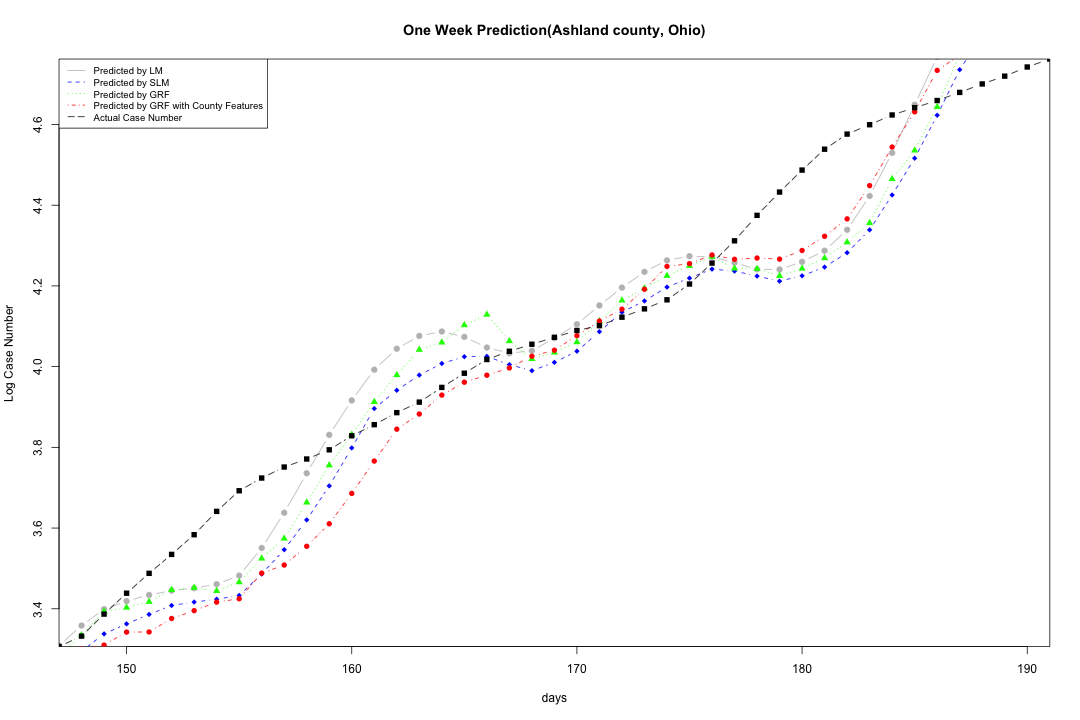 One Week Prediction(Ashland county, Ohio)
Predicted by LM
Predicted by SLM
Predicted by GRF
Predicted by GRF with County Features
Actual Case Number
Log Case Number
4.6
4.4
4.2
4.0
3.8
3.6
3.4
150 160 170 180 190
days